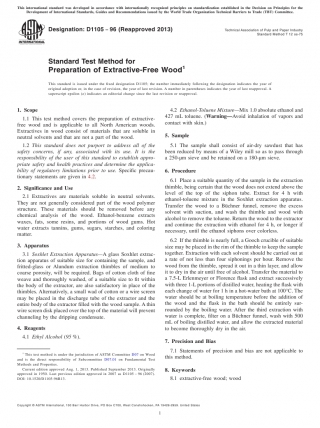 This international standard was developed in accordance with internationally recognized principles on standardization established in the Decision on Principles for the
Development of International Standards, Guides and Recommendations issued by the World Trade Organization Technical Barriers to Trade (TBT) Committee.
Designation: D1105 − 96 (Reapproved 2013)
Technical Association of Pulp and Paper Industry
Standard Method T 12 os-75
Standard Test Method for
Preparation of Extractive-Free Wood¹
This standard is issued under the fixed designation D1105; the number immediately following the designation indicates the year of
original adoption or, in the case of revision, the year of last revision. A number in parentheses indicates the year of last reapproval. A
superscript epsilon (ε) indicates an editorial change since the last revision or reapproval.
1. Scope
1.1 This test method covers the preparation of extractive-
free wood and is applicable to all North American woods.
Extractives in wood consist of materials that are soluble in
neutral solvents and that are not a part of the wood.
1.2 This standard does not purport to address all of the
safety concerns, if any, associated with its use. It is the
responsibility of the user of this standard to establish appro-
priate safety and health practices and determine the applica-
bility of regulatory limitations prior to use. Specific precau-
tionary statements are given in 4.2.
2. Significance and Use
2.1 Extractives are materials soluble in neutral solvents.
They are not generally considered part of the wood polymer
structure. These materials should be removed before any
chemical analysis of the wood. Ethanol-benzene extracts
waxes, fats, some resins, and portions of wood gums. Hot
water extracts tannins, gums, sugars, starches, and coloring
matter.
3. Apparatus
3.1 Soxhlet Extraction Apparatus—A glass Soxhlet extrac-
tion apparatus of suitable size for containing the sample, and
fritted-glass or Alundum extraction thimbles of medium to
coarse porosity, will be required. Bags of cotton cloth of fine
weave and thoroughly washed, of a suitable size to fit within
the body of the extractor, are also satisfactory in place of the
thimbles. Alternatively, a small wad of cotton or a wire screen
may be placed in the discharge tube of the extractor and the
entire body of the extractor filled with the wood sample. A thin
wire screen disk placed over the top of the material will prevent
channeling by the dripping condensate.
4. Reagents
4.1 Ethyl Alcohol (95 %).
4.2 Ethanol-Toluene Mixture—Mix 1.0 absolute ethanol and
427 mL toluene. (Warning—Avoid inhalation of vapors and
contact with skin.)
5. Sample
5.1 The sample shall consist of air-dry sawdust that has
been reduced by means of a Wiley mill so as to pass through
a 250-µm sieve and be retained on a 180-µm sieve.
6. Procedure
6.1 Place a suitable quantity of the sample in the extraction
thimble, being certain that the wood does not extend above the
level of the top of the siphon tube. Extract for 4 h with
ethanol-toluene mixture in the Soxhlet extraction apparatus.
Transfer the wood to a Büchner funnel, remove the excess
solvent with suction, and wash the thimble and wood with
alcohol to remove the toluene. Return the wood to the extractor
and continue the extraction with ethanol for 4 h, or longer if
necessary, until the ethanol siphons over colorless.
6.2 If the thimble is nearly full, a Gooch crucible of suitable
size may be placed in the rim of the thimble to keep the sample
together. Extraction with each solvent should be carried out at
a rate of not less than four siphonings per hour. Remove the
wood from the thimble, spread it out in a thin layer, and allow
it to dry in the air until free of alcohol. Transfer the material to
a 7.5-L Erlenmeyer or Florence flask and extract successively
with three 1-L portions of distilled water, heating the flask with
each change of water for 1 h in a hot-water bath at 100°C. The
water should be at boiling temperature before the addition of
the wood and the flask in the bath should be entirely sur-
rounded by the boiling water. After the third extraction with
water is complete, filter on a Büchner funnel, wash with 500
mL of boiling distilled water, and allow the extracted material
to become thoroughly dry in the air.
7. Precision and Bias
7.1 Statements of precision and bias are not applicable to
this method.
8. Keywords
8.1 extractive-free wood; wood
¹ This test method is under the jurisdiction of ASTM Committee D07 on Wood
and is the direct responsibility of Subcommittee D07.01 on Fundamental Test
Methods and Properties.
Current edition approved Aug. 1, 2013. Published September 2013. Originally
approved in 1950. Last previous edition approved in 2007 as D1105 – 96 (2007).
DOI: 10.1520/D1105-96R13.
Copyright © ASTM International, 100 Barr Harbor Drive, PO Box C700, West Conshohocken, PA 19428-2959. United States
1